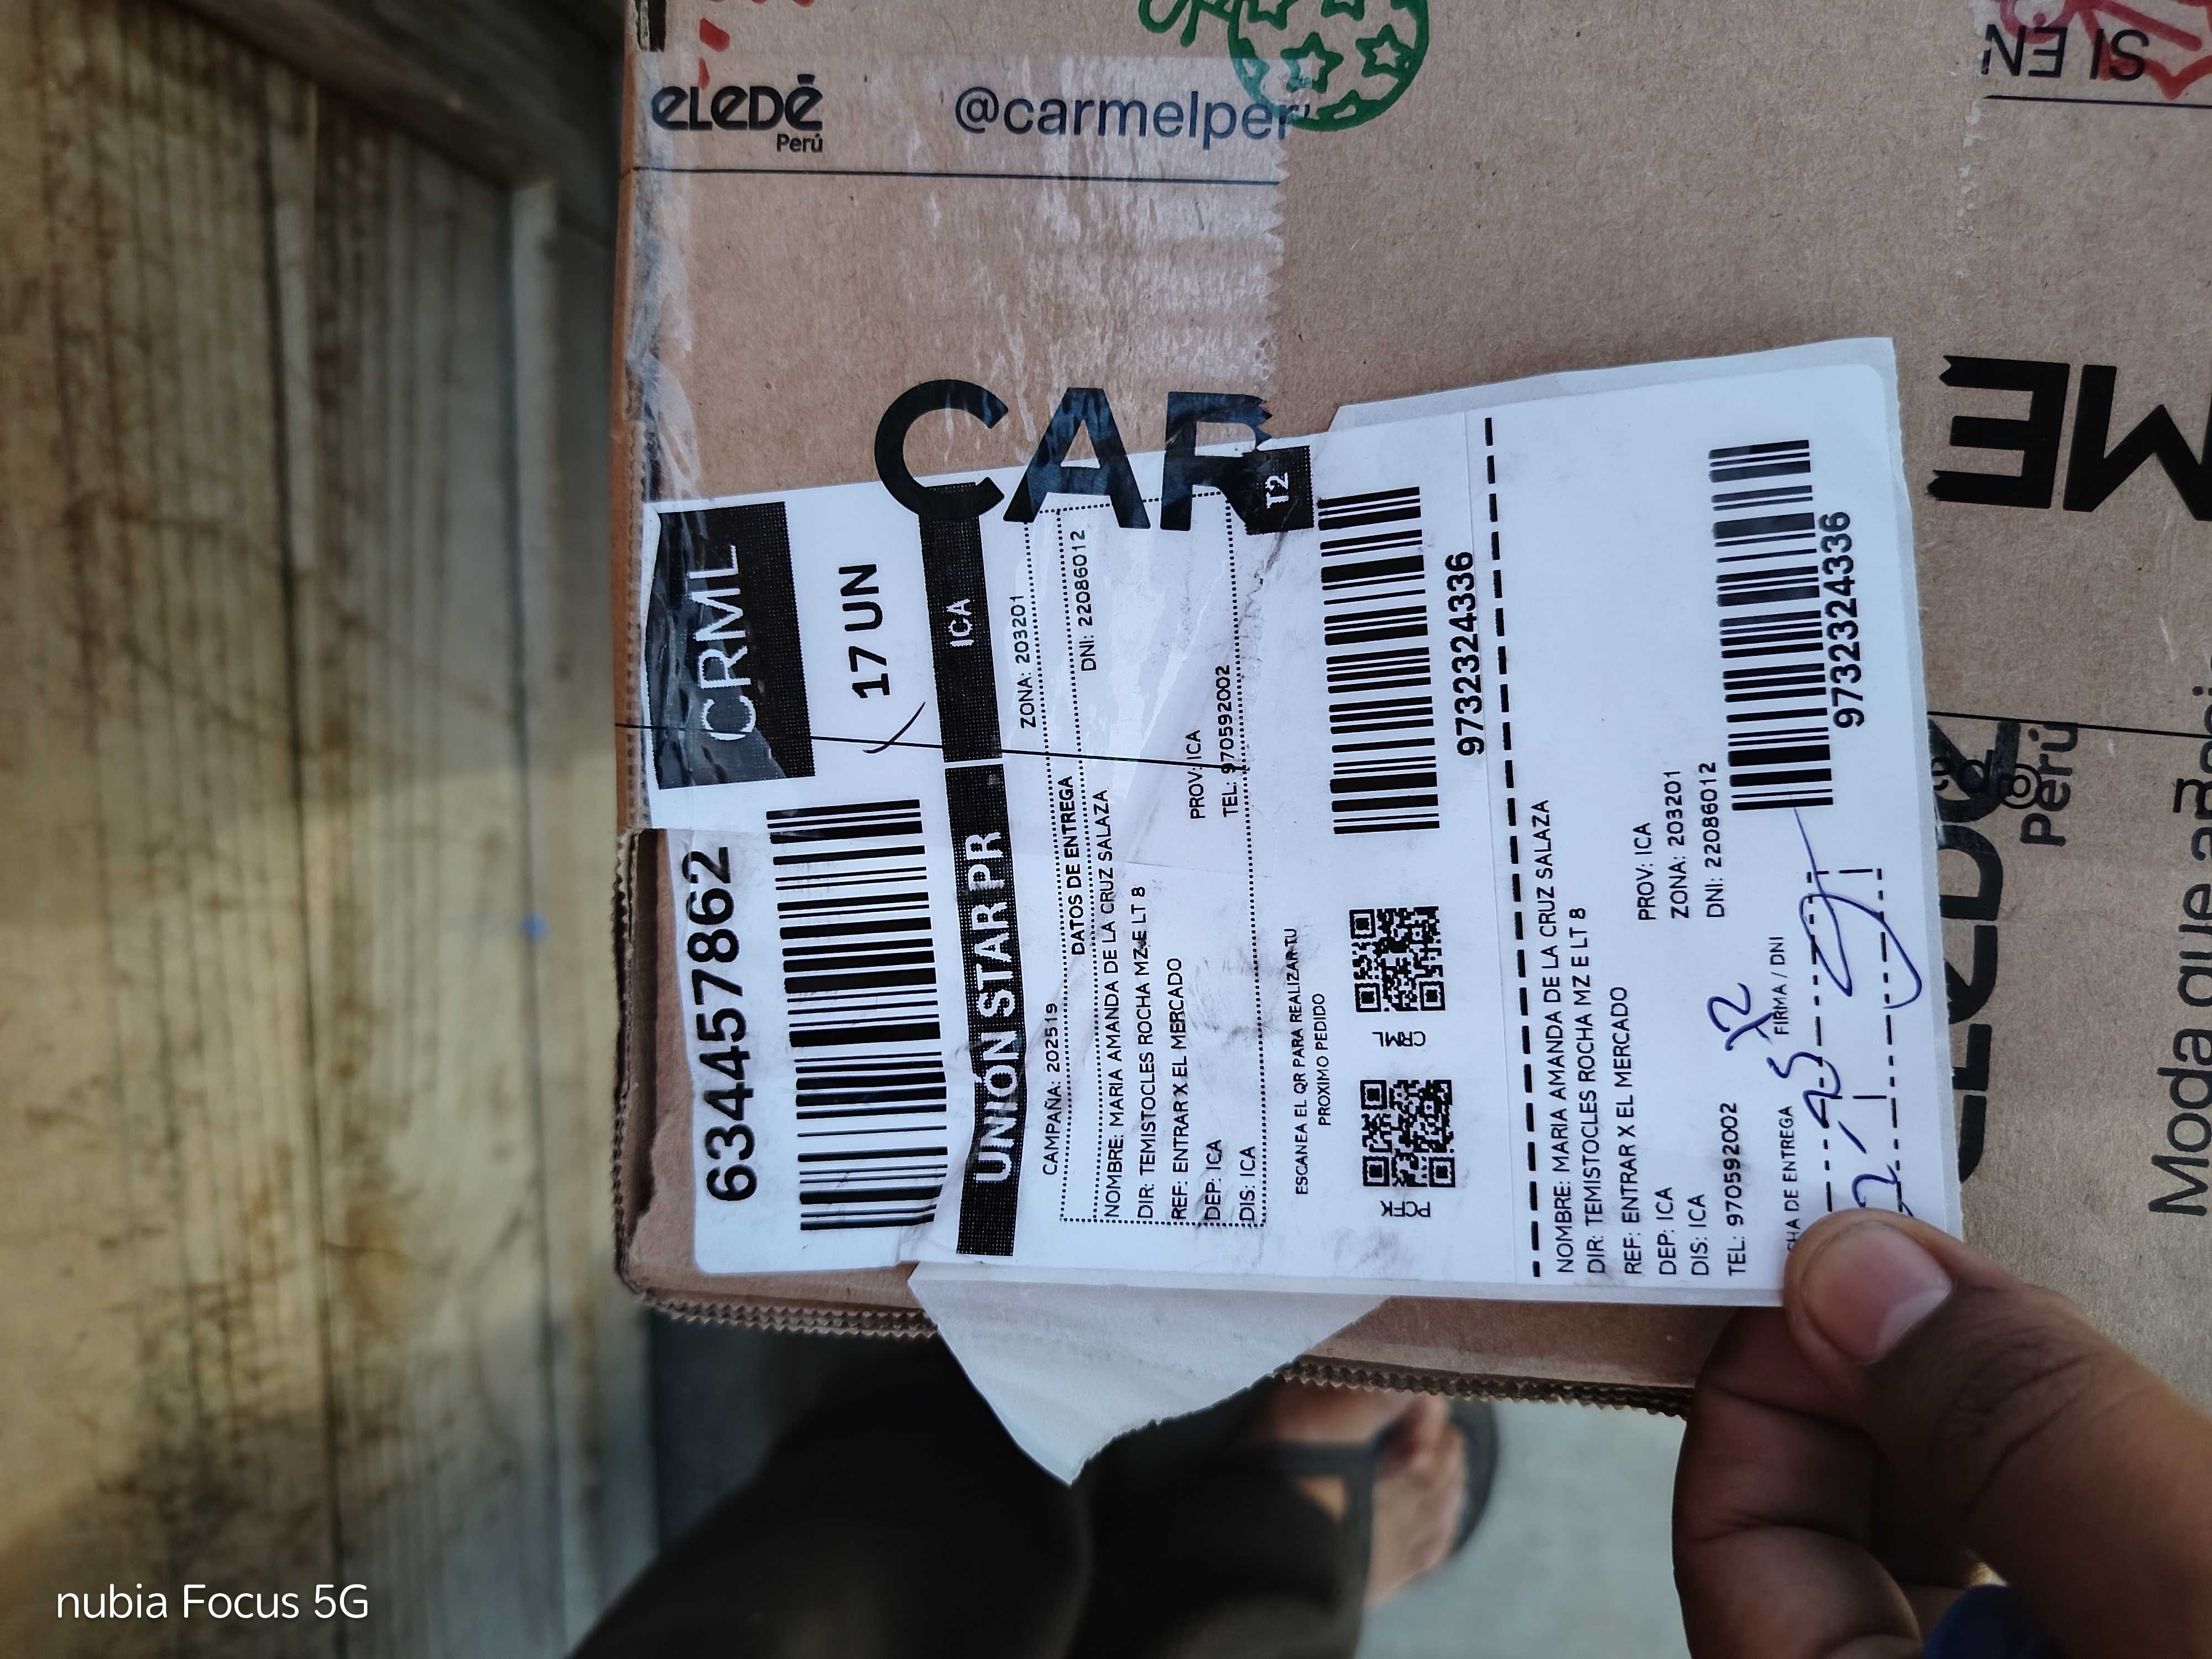 eLeDé
Perú
@carmelper
SI EN
CAR
ME
CRML
17 UN
6344577862
UNIÓN STAR PR
ICA
CAMPAÑA: 202519
ZONA: 203201
DATOS DE ENTREGA
NOMBRE: MARIA AMANDA DE LA CRUZ SALAZA
DNI: 22086012
DIR: TEMISTOCLES ROCHA MZ E LT 8
REF: ENTRAR X EL MERCADO
DEP: ICA
PROV: ICA
DIS: ICA
TEL: 970592002
T2
ESCANEA EL QR PARA REALIZAR TU
PROXIMO PEDIDO
PCFK
CRML
9732324336
NOMBRE: MARIA AMANDA DE LA CRUZ SALAZA
DIR: TEMISTOCLES ROCHA MZ E LT 8
REF: ENTRAR X EL MERCADO
DEP: ICA
PROV: ICA
DIS: ICA
ZONA: 203201
TEL: 970592002
DNI: 22086012
DE ENTREGA
FIRMA / DNI
9732324336
Perú
Moda que
nubia Focus 5G